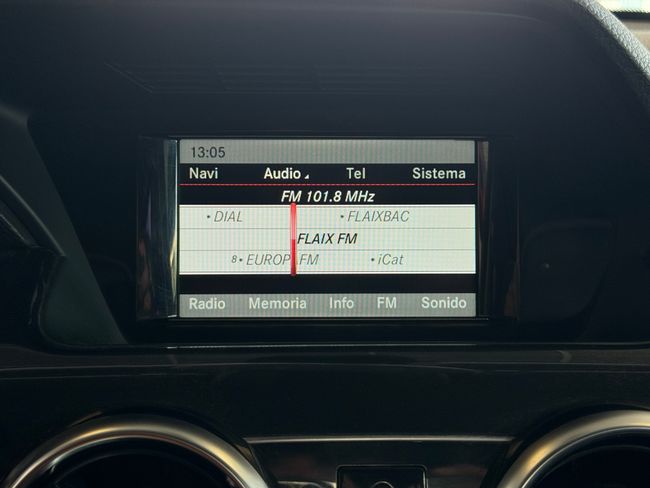 13:05
Navi Audio Tel Sistema
FM 101.8 MHz
• DIAL • FLAIXBAC
FLAIX FM
8 • EUROPA FM • iCat
Radio Memoria Info FM Sonido